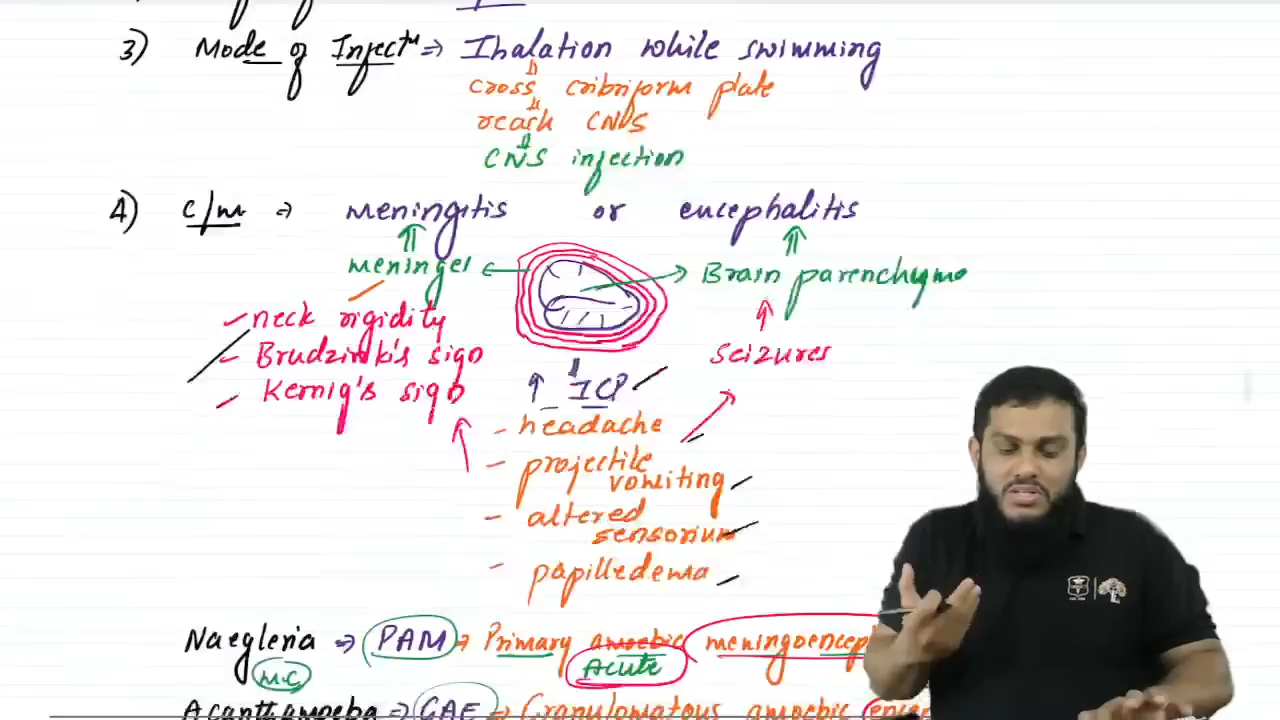 3) Mode of Infectn ⇒ Ihalation while swimming
cross cribriform plate
reach CNS
CNS infection
4) c/m ⇒ meningitis or encephalitis
meninges Brain parenchyma
neck rigidity
Brudzinki's sign
Kernig's sign
seizures
↑ ICP
- headache
- projectile
vomiting
- altered
sensorium
- papilledema
Naegleria ⇒ PAM ⇒ Primary amoebic meningoenceph
M.C Acute
Acanthamoeba ⇒ GAE ⇒ Granulomatous amoebic